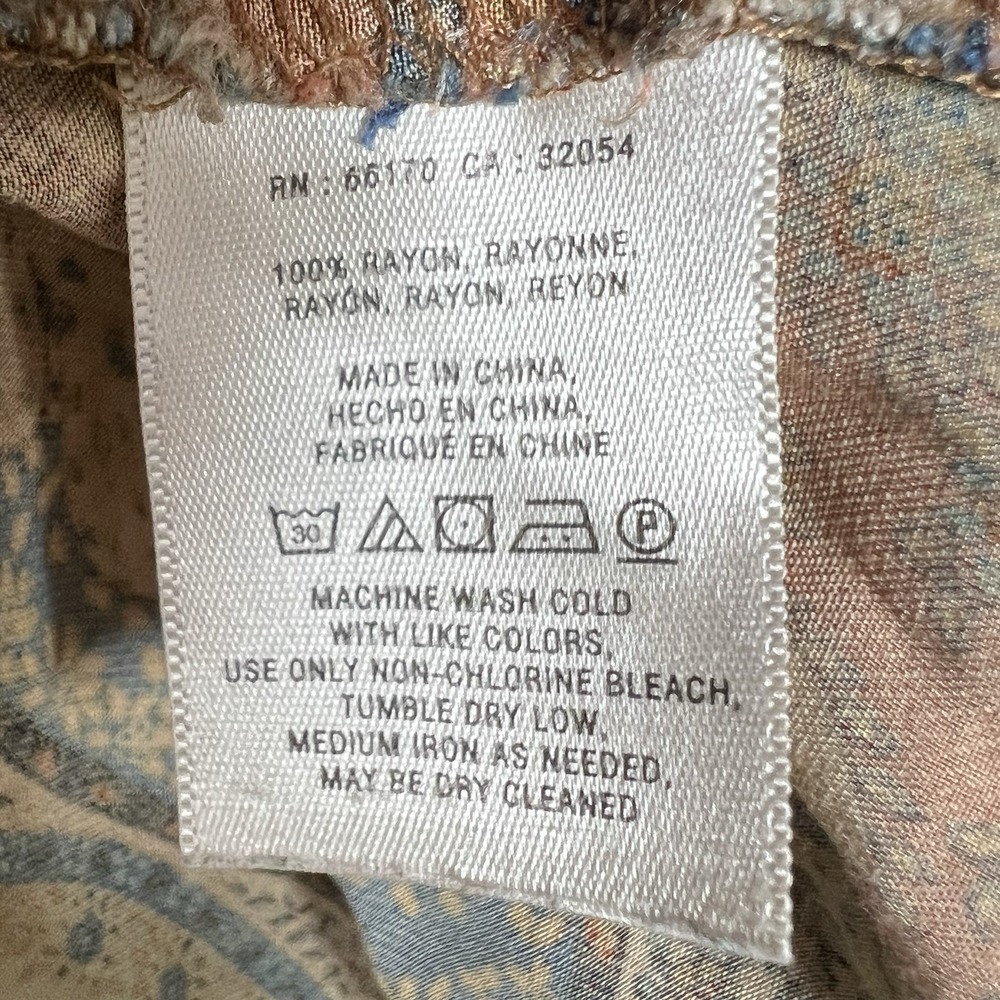 RN : 66170 CA : 32054
100% RAYON, RAYONNE,
RAYÓN, RAYON, REYON
MADE IN CHINA,
HECHO EN CHINA,
FABRIQUÉ EN CHINE
30 P
MACHINE WASH COLD
WITH LIKE COLORS,
USE ONLY NON-CHLORINE BLEACH,
TUMBLE DRY LOW,
MEDIUM IRON AS NEEDED,
MAY BE DRY CLEANED